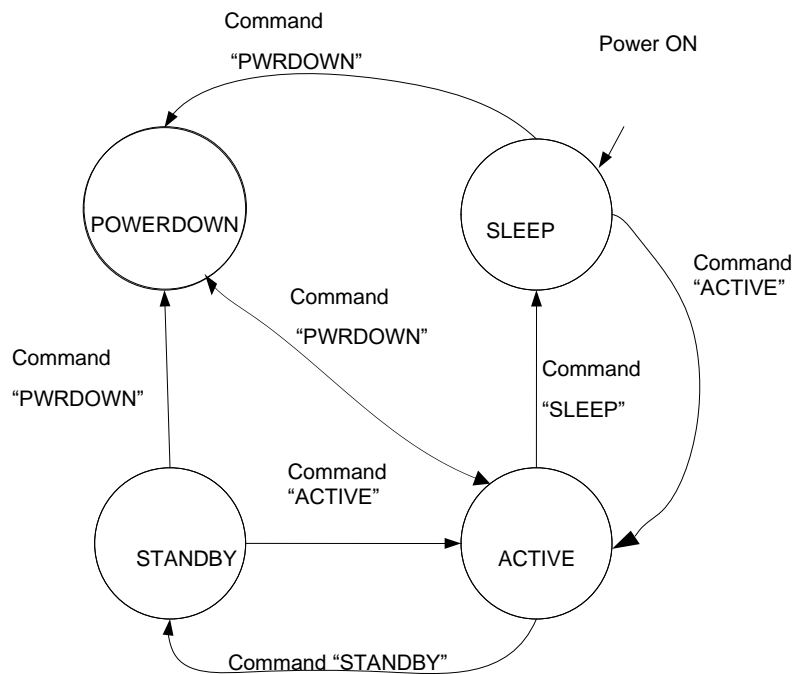 Command
“PWRDOWN”
Power ON
POWERDOWN
SLEEP
Command
“ACTIVE”
Command
“PWRDOWN”
Command
“PWRDOWN”
Command
“SLEEP”
Command
“ACTIVE”
STANDBY
ACTIVE
Command “STANDBY”